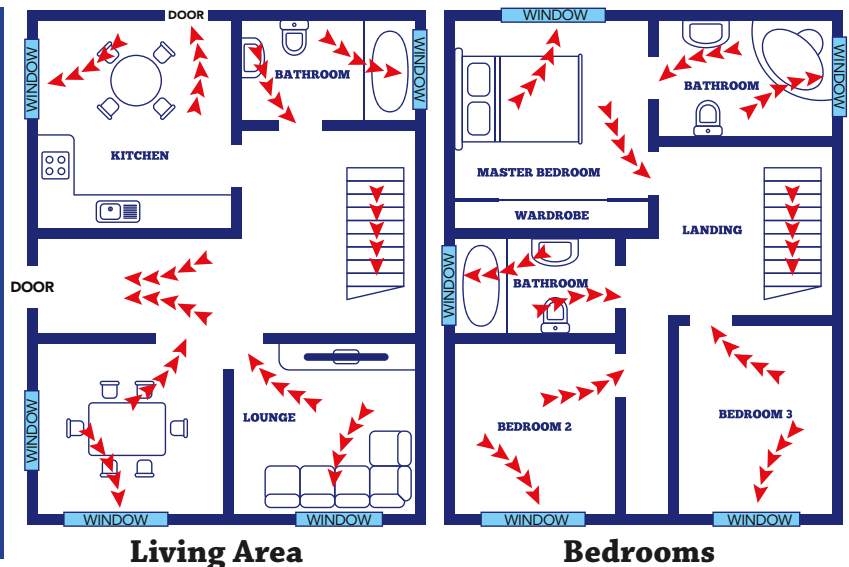 DOOR
WINDOW
WINDOW
BATHROOM
WINDOW
KITCHEN
DOOR
WINDOW
LOUNGE
WINDOW
WINDOW
Living Area
WINDOW
BATHROOM
WINDOW
MASTER BEDROOM
WARDROBE
LANDING
WINDOW
BATHROOM
BEDROOM 2
BEDROOM 3
WINDOW
WINDOW
Bedrooms